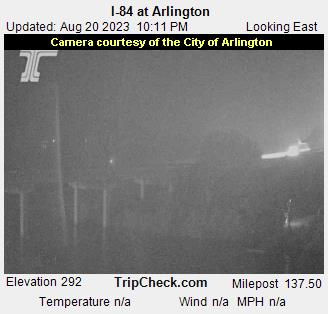 I-84 at Arlington
Updated: Aug 20 2023 10:11 PM Looking East
Camera courtesy of the City of Arlington
Elevation 292 TripCheck.com Milepost 137.50
Temperature n/a Wind n/a MPH n/a